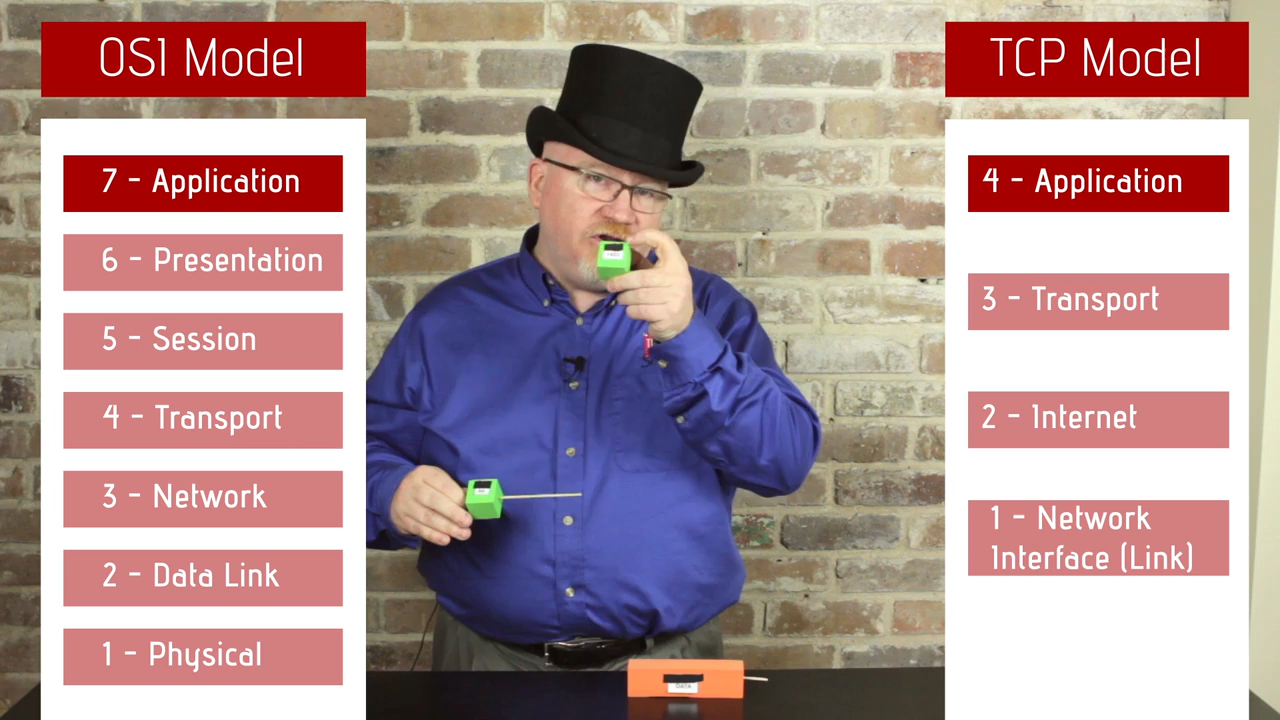 OSI Model
7 - Application
6 - Presentation
5 - Session
4 - Transport
3 - Network
2 - Data Link
1 - Physical
TCP Model
4 - Application
3 - Transport
2 - Internet
1 - Network
Interface (Link)
DATA